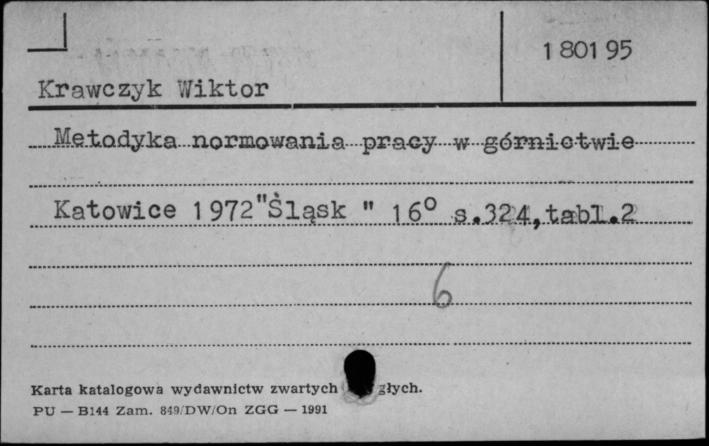 1 801 95
Krawczyk Wiktor
Metodyka normowania pracy w górnictwie
Katowice 1972 "Śląsk " 16° s.324,tabl.2
6
Karta katalogowa wydawnictw zwartych głych.
PU — B144 Zam. 849/DW/On ZGG — 1991